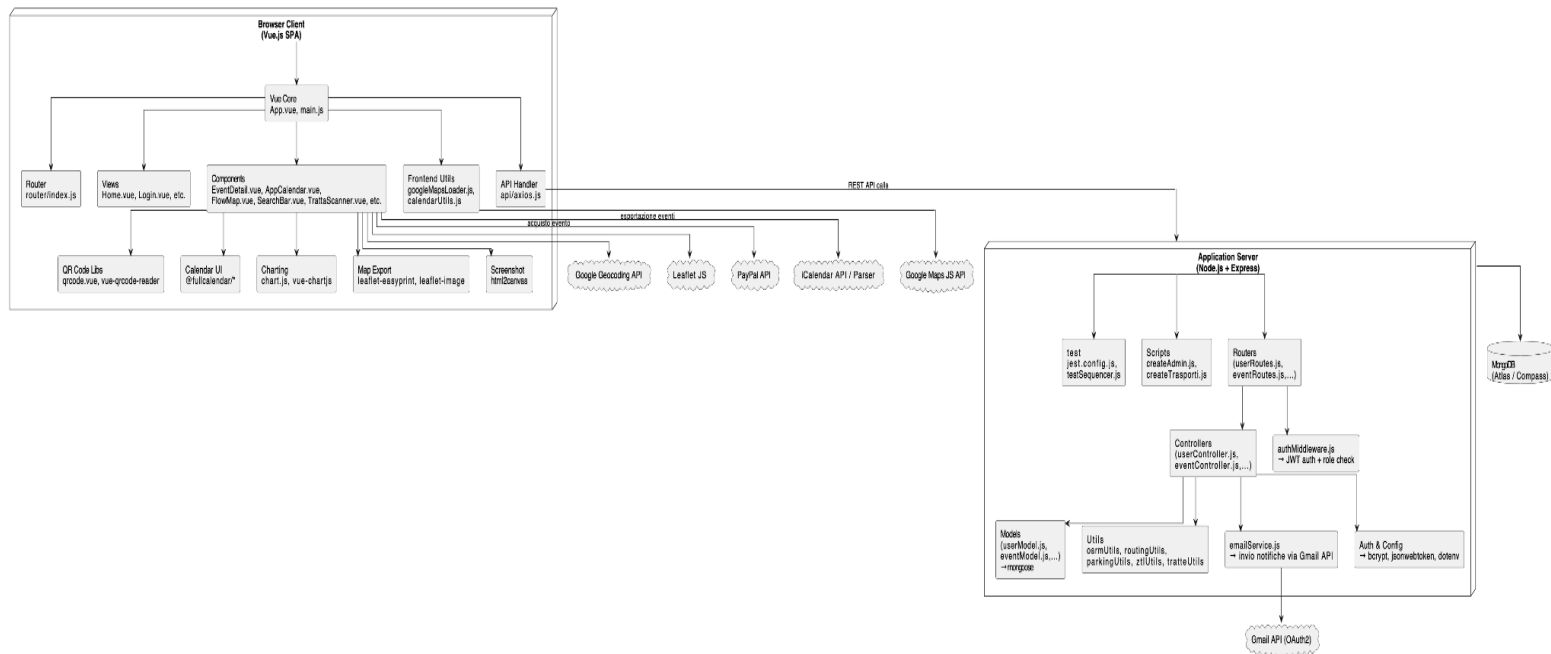 Browser Client
(Vue.js SPA)
Vue Core
App.vue, main.js
Router
router/index.js
Views
Home.vue, Login.vue, etc.
Components
EventDetail.vue, AppCalendar.vue,
FlowMap.vue, SearchBar.vue, TrattaScanner.vue, etc.
Frontend Utils
googleMapsLoader.js,
calendarUtils.js
API Handler
api/axios.js
REST API calls
esportazione eventi
acquisto evento
QR Code Libs
qrcode.vue, vue-qrcode-reader
Calendar UI
@fullcalendar/*
Charting
chart.js, vue-chartjs
Map Export
leaflet-easyprint, leaflet-image
Screenshot
html2canvas
Google Geocoding API
Leaflet JS
PayPal API
iCalendar API / Parser
Google Maps JS API
Application Server
(Node.js + Express)
test
jest.config.js,
testSequencer.js
Scripts
createAdmin.js,
createTrasporti.js
Routers
(userRoutes.js,
eventRoutes.js,...)
MongoDB
(Atlas / Compass)
Controllers
(userController.js,
eventController.js,...)
authMiddleware.js
→ JWT auth + role check
Models
(userModel.js,
eventModel.js,...)
→ mongoose
Utils
osrmUtils, routingUtils,
parkingUtils, ztlUtils, tratteUtils
emailService.js
→ invio notifiche via Gmail API
Auth & Config
→ bcrypt, jsonwebtoken, dotenv
Gmail API (OAuth2)